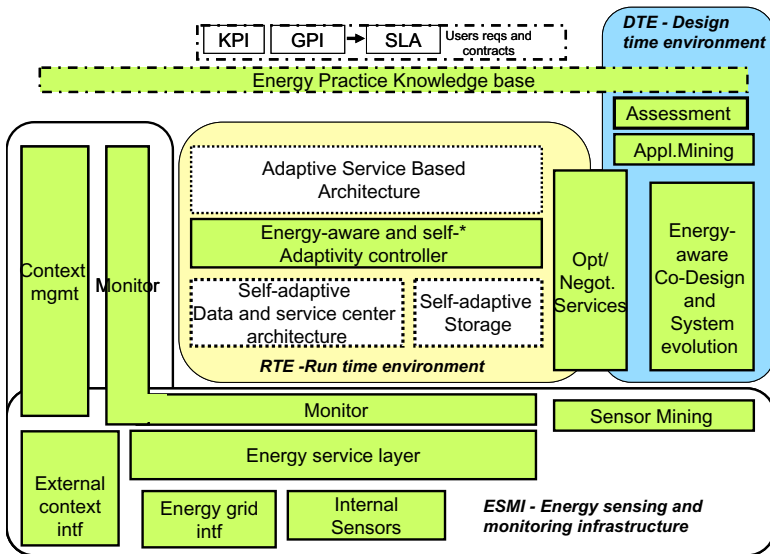 KPI
GPI
SLA
Users reqs and
contracts
DTE - Design
time environment
Energy Practice Knowledge base
Assessment
Appl.Mining
Adaptive Service Based
Architecture
Energy-aware and self-*
Adaptivity controller
Self-adaptive
Data and service center
architecture
Self-adaptive
Storage
RTE -Run time environment
Context
mgmt
Monitor
Opt/
Negot.
Services
Energy-
aware
Co-Design
and
System
evolution
Monitor
Sensor Mining
Energy service layer
External
context
intf
Energy grid
intf
Internal
Sensors
ESMI - Energy sensing and
monitoring infrastructure